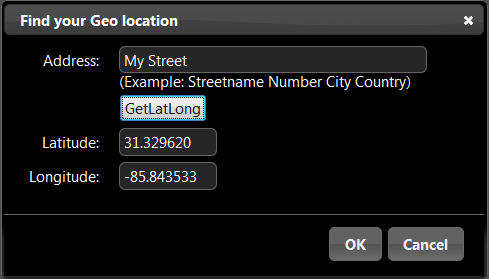 Find your Geo location
Address: My Street
(Example: Streetname Number City Country)
GetLatLong
Latitude: 31.329620
Longitude: -85.843533
OK Cancel